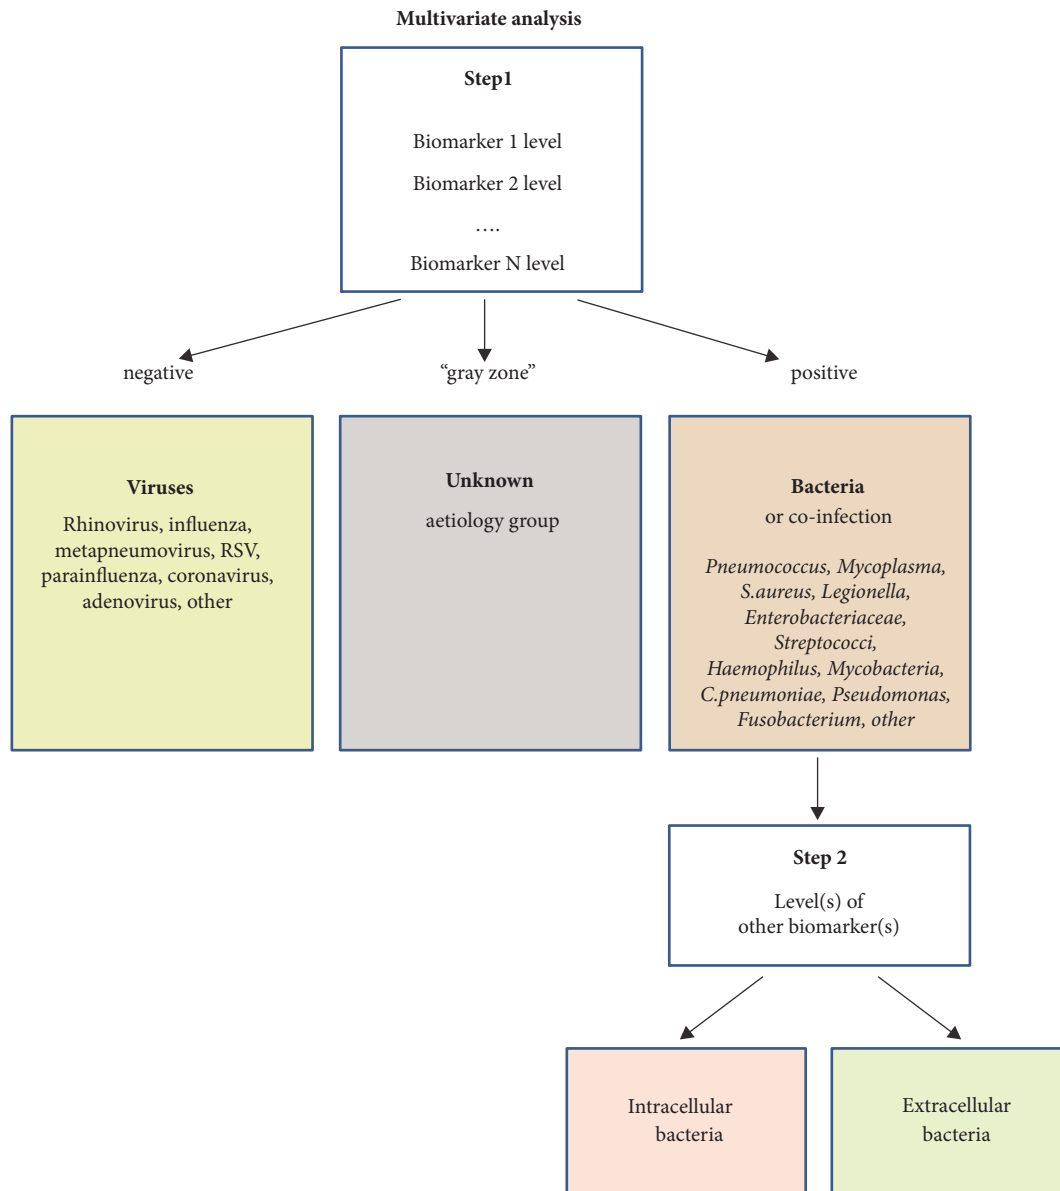 Multivariate analysis
Step1
Biomarker 1 level
Biomarker 2 level
....
Biomarker N level
negative
“gray zone”
positive
Viruses
Rhinovirus, influenza,
metapneumovirus, RSV,
parainfluenza, coronavirus,
adenovirus, other
Unknown
aetiology group
Bacteria
or co-infection
Pneumococcus, Mycoplasma,
S.aureus, Legionella,
Enterobacteriaceae,
Streptococci,
Haemophilus, Mycobacteria,
C.pneumoniae, Pseudomonas,
Fusobacterium, other
Step 2
Level(s) of
other biomarker(s)
Intracellular
bacteria
Extracellular
bacteria